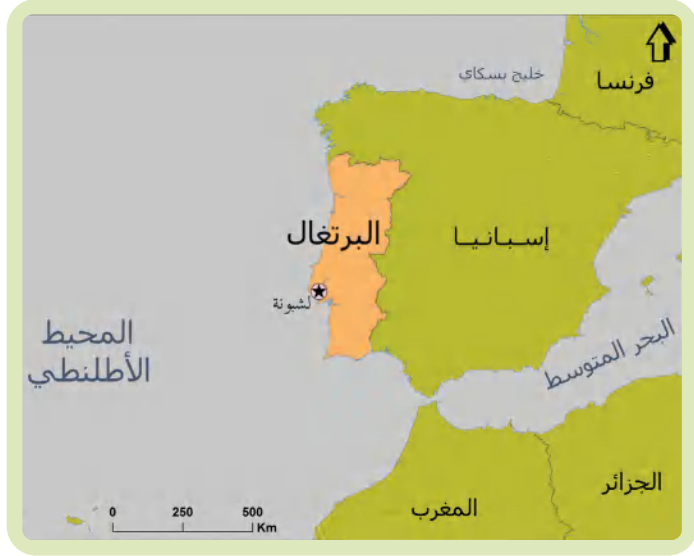 خليج بسكاي
فرنسا
البرتغال
إسبانيا
لشبونة
البحر المتوسط
المحيط
الأطلنطي
الجزائر
المغرب
0 250 500
Km